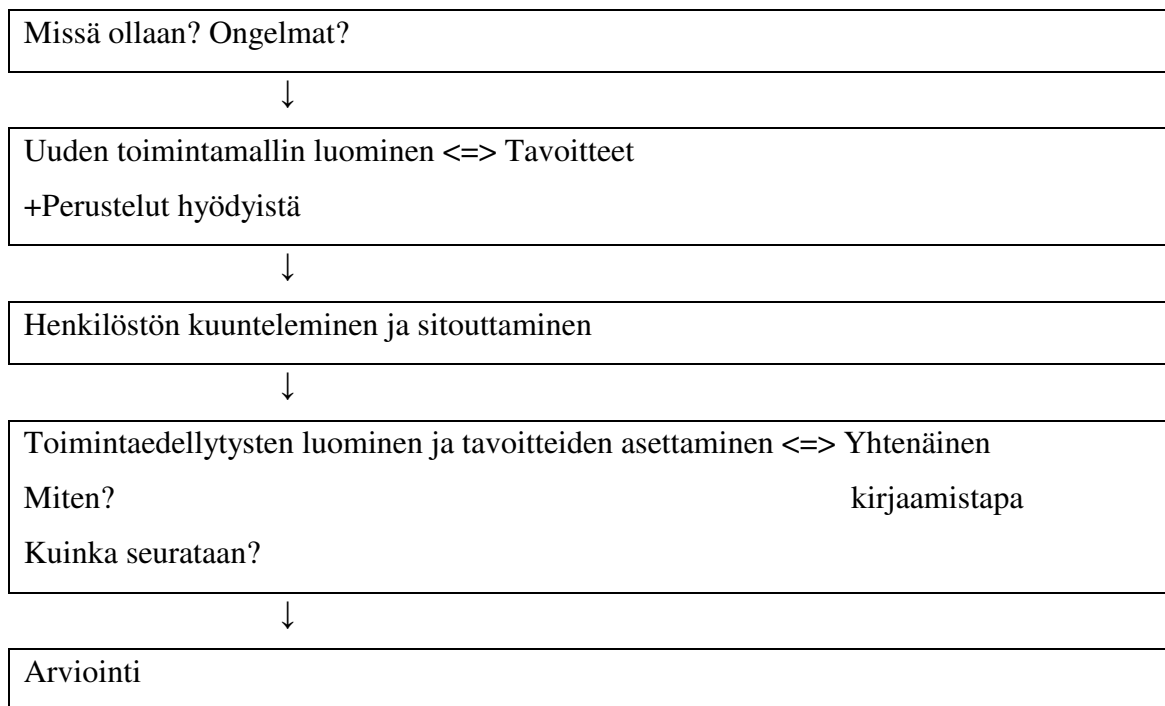 Missä ollaan? Ongelmat?
↓
Uuden toimintamallin luominen <=> Tavoitteet
+Perustelut hyödyistä
↓
Henkilöstön kuunteleminen ja sitouttaminen
↓
Toimintaedellytysten luominen ja tavoitteiden asettaminen <=> Yhtenäinen
Miten? kirjaamistapa
Kuinka seurataan?
↓
Arviointi